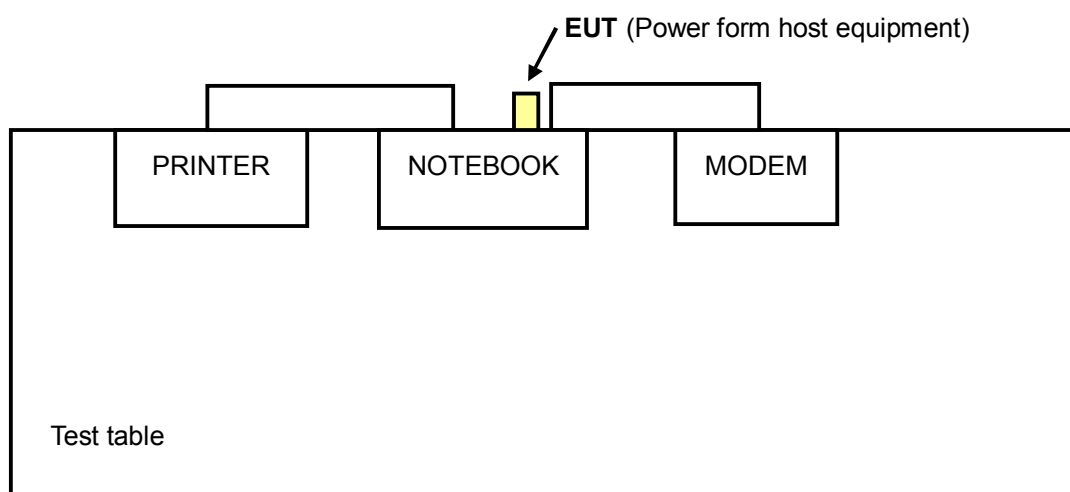 EUT (Power form host equipment)
PRINTER
NOTEBOOK
MODEM
Test table